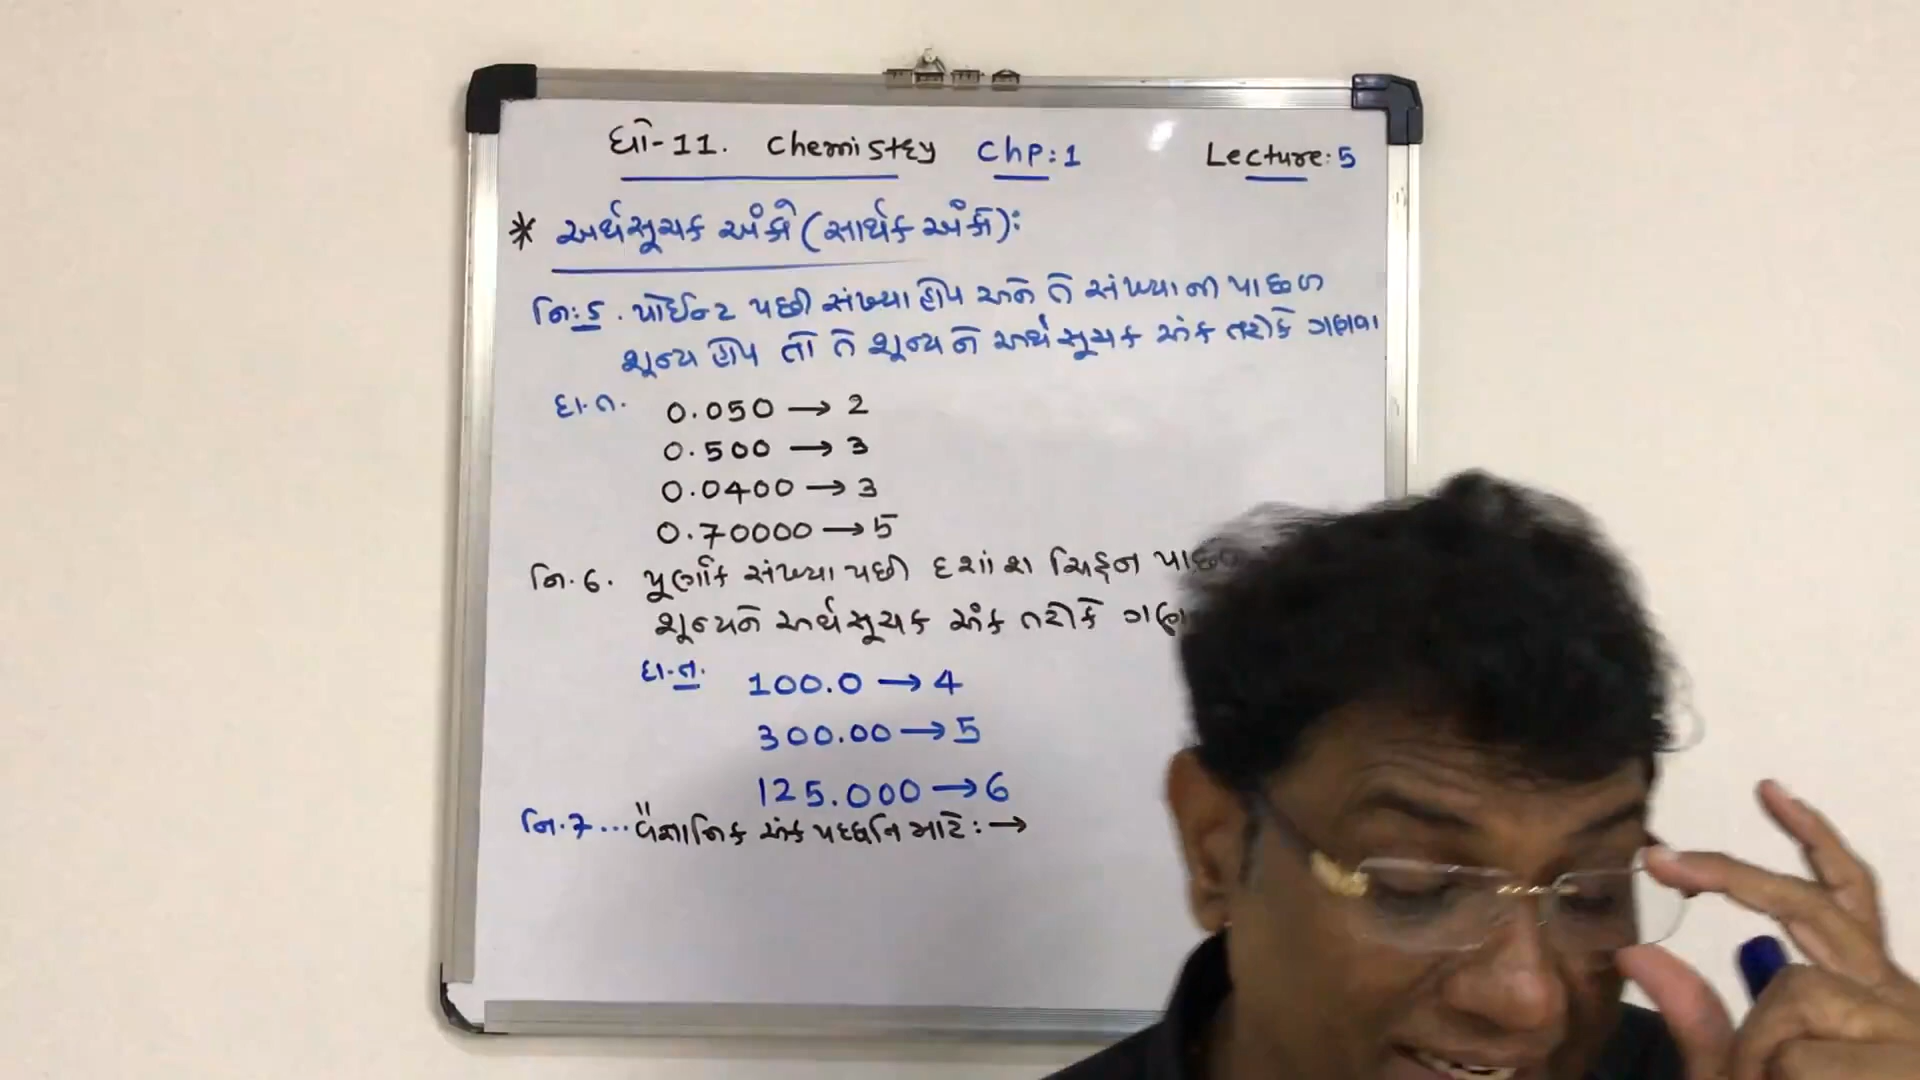 ધો-11. Chemistry Chp:1 Lecture:5
* અર્થસૂચક અંકો (સાર્થક અંકો):
નિ:5. પોઈન્ટ પછી સંખ્યા હોય અને તે સંખ્યાની પાછળ
શૂન્ય હોય તો તે શૂન્યને અર્થસૂચક અંક તરીકે ગણવા
દા.ત. 0.050 → 2
0.500 → 3
0.0400 → 3
0.70000 → 5
નિ.6. પૂર્ણાંક સંખ્યા પછી દશાંશ ચિહ્ન
શૂન્યને અર્થસૂચક અંક તરીકે
દા.ત. 100.0 → 4
300.00 → 5
125.000 → 6
નિ.7... "વૈજ્ઞાનિક અંક પદ્ધતિ માટે: →